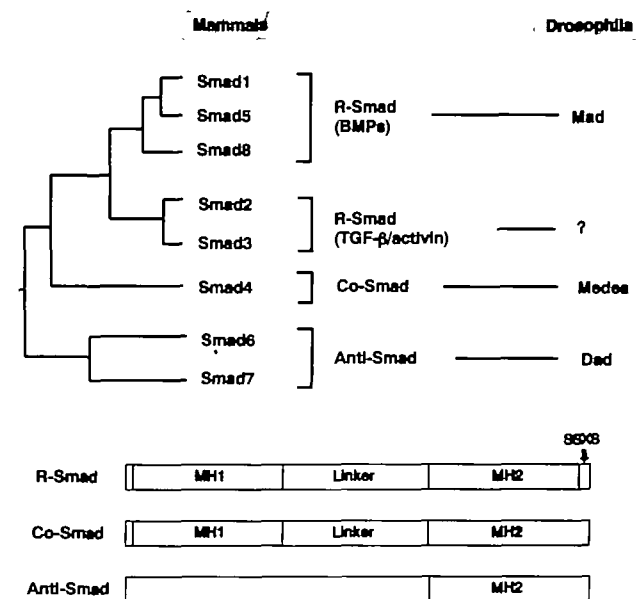 Mammals Drosophila
Smad1
Smad5
Smad8
R-Smad
(BMPs)
Mad
Smad2
Smad3
R-Smad
(TGF-β/activin)
?
Smad4 Co-Smad Medea
Smad6
Smad7
Anti-Smad Dad
R-Smad MH1 Linker MH2
Co-Smad MH1 Linker MH2
Anti-Smad MH2